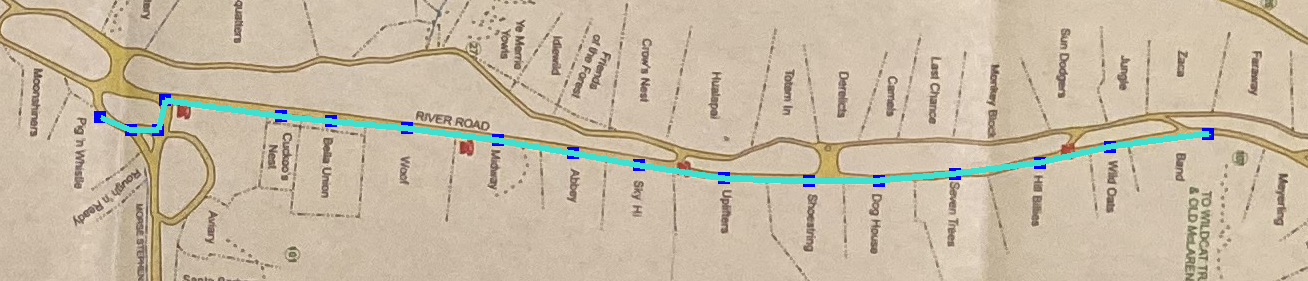 Ye Merrie
Yowls
Idlewild
Friends
of the Forest
Crow's Nest
Hualapai
Totem In
Derelicts
Camels
Last Chance
Monkey Block
Sun Dodgers
Jungle
Zaca
Faraway
Moonshiners
Pig 'n Whistle
Rough 'n Ready
MORSE STEPHENS
Aviary
101
Cuckoo's
Nest
Bella Union
Woof
RIVER ROAD
Midway
Abbey
Sky Hi
Uplifters
Shoestring
Dog House
Seven Trees
Hill Billies
Wild Oats
Band
TO WILDCAT TR
& OLD McLAREN
Meyerling